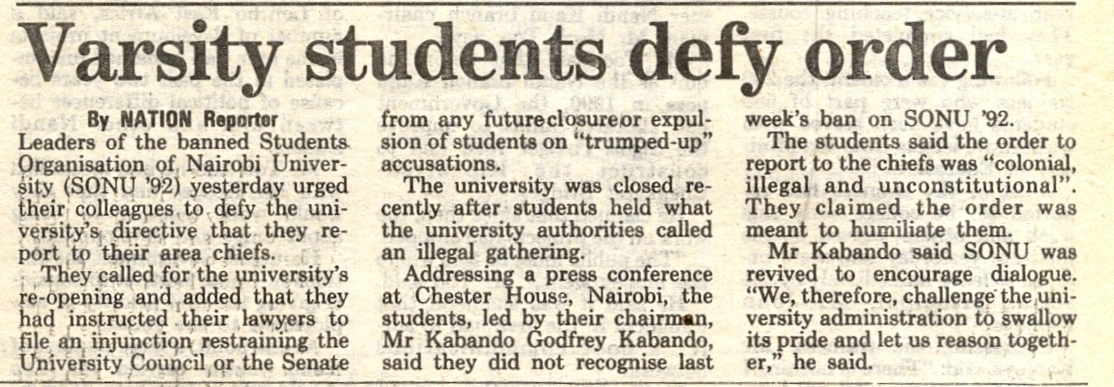 Varsity students defy order
By NATION Reporter
Leaders of the banned Students
Organisation of Nairobi Univer-
sity (SONU '92) yesterday urged
their colleagues to defy the uni-
versity's directive that they re-
port to their area chiefs.
They called for the university's
re-opening and added that they
had instructed their lawyers to
file an injunction restraining the
University Council or the Senate
from any future closure or expul-
sion of students on "trumped-up"
accusations.
The university was closed re-
cently after students held what
the university authorities called
an illegal gathering.
Addressing a press conference
at Chester House, Nairobi, the
students, led by their chairman,
Mr Kabando Godfrey Kabando,
said they did not recognise last
week's ban on SONU '92.
The students said the order to
report to the chiefs was "colonial,
illegal and unconstitutional".
They claimed the order was
meant to humiliate them.
Mr Kabando said SONU was
revived to encourage dialogue.
"We, therefore, challenge the uni-
versity administration to swallow
its pride and let us reason togeth-
er," he said.